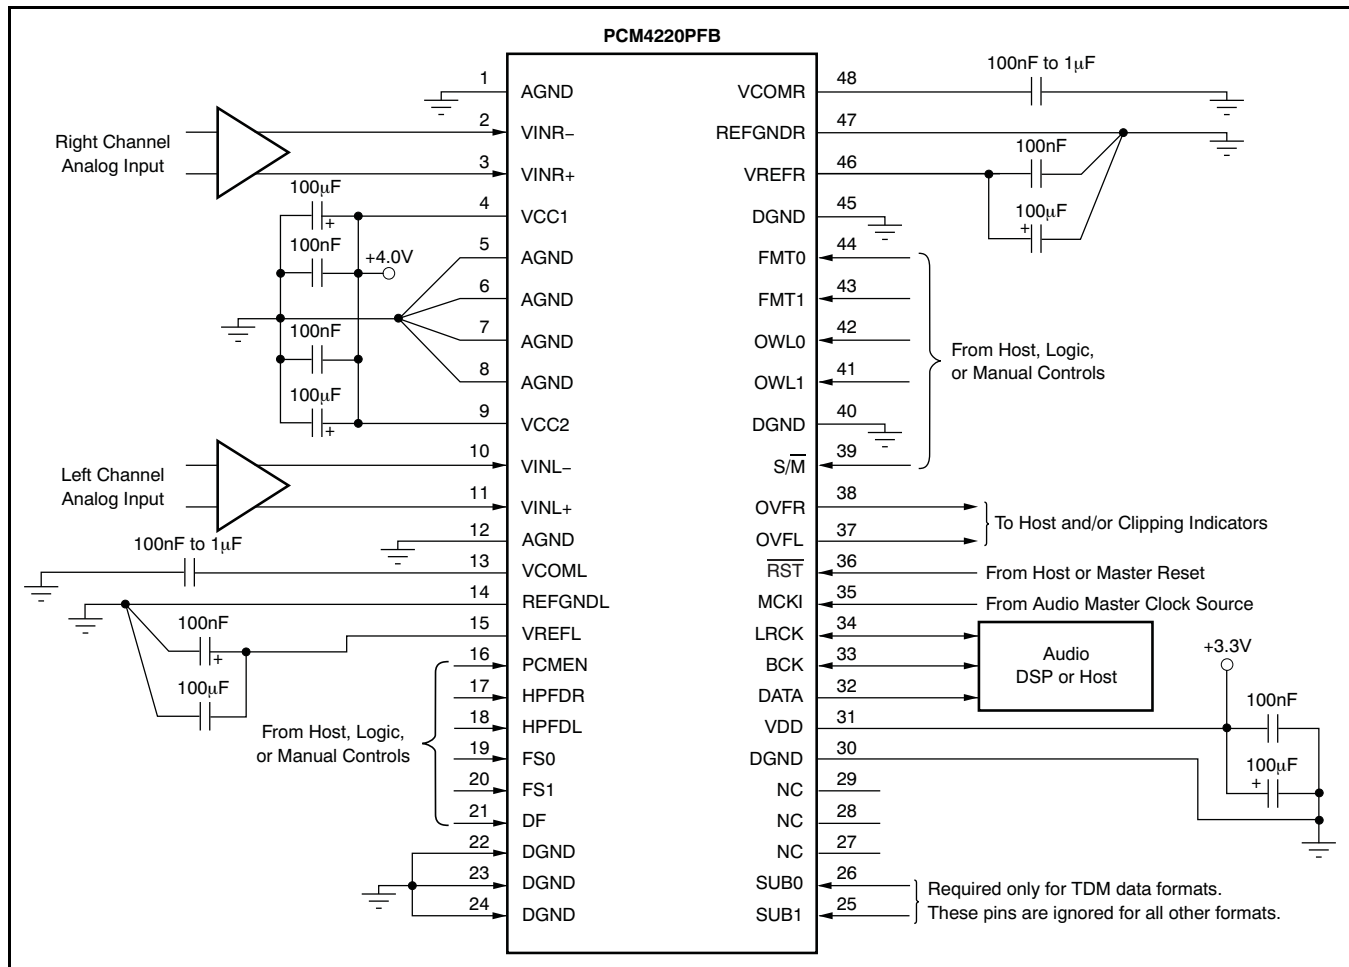 PCM4220PFB
1
AGND
Right Channel
Analog Input
2
VINR−
3
VINR+
100μF
+
4
VCC1
100nF
+4.0V
5
AGND
6
AGND
100nF
7
AGND
8
AGND
100μF
+
9
VCC2
Left Channel
Analog Input
10
VINL−
11
VINL+
12
AGND
100nF to 1μF
13
VCOML
14
REFGNDL
100nF
+
15
VREFL
100μF
From Host, Logic,
or Manual Controls
16
PCMEN
17
HPFDR
18
HPFDL
19
FS0
20
FS1
21
DF
22
DGND
23
DGND
24
DGND
VCOMR
48
100nF to 1μF
REFGNDR
47
100nF
VREFR
46
100μF
+
DGND
45
FMT0
44
FMT1
43
OWL0
42
From Host, Logic,
or Manual Controls
OWL1
41
DGND
40
S/M̅
39
OVFR
38
To Host and/or Clipping Indicators
OVFL
37
R̅S̅T̅
36
From Host or Master Reset
MCKI
35
From Audio Master Clock Source
LRCK
34
Audio
DSP or Host
+3.3V
BCK
33
DATA
32
VDD
31
100nF
DGND
30
100μF
+
NC
29
NC
28
NC
27
SUB0
26
Required only for TDM data formats.
SUB1
25
These pins are ignored for all other formats.